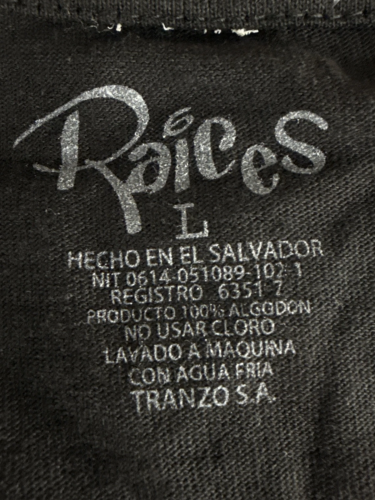 Raices
L
HECHO EN EL SALVADOR
NIT 0614-051089-102 1
REGISTRO 6351 7
PRODUCTO 100% ALGODON
NO USAR CLORO
LAVADO A MAQUINA
CON AGUA FRIA
TRANZO S.A.